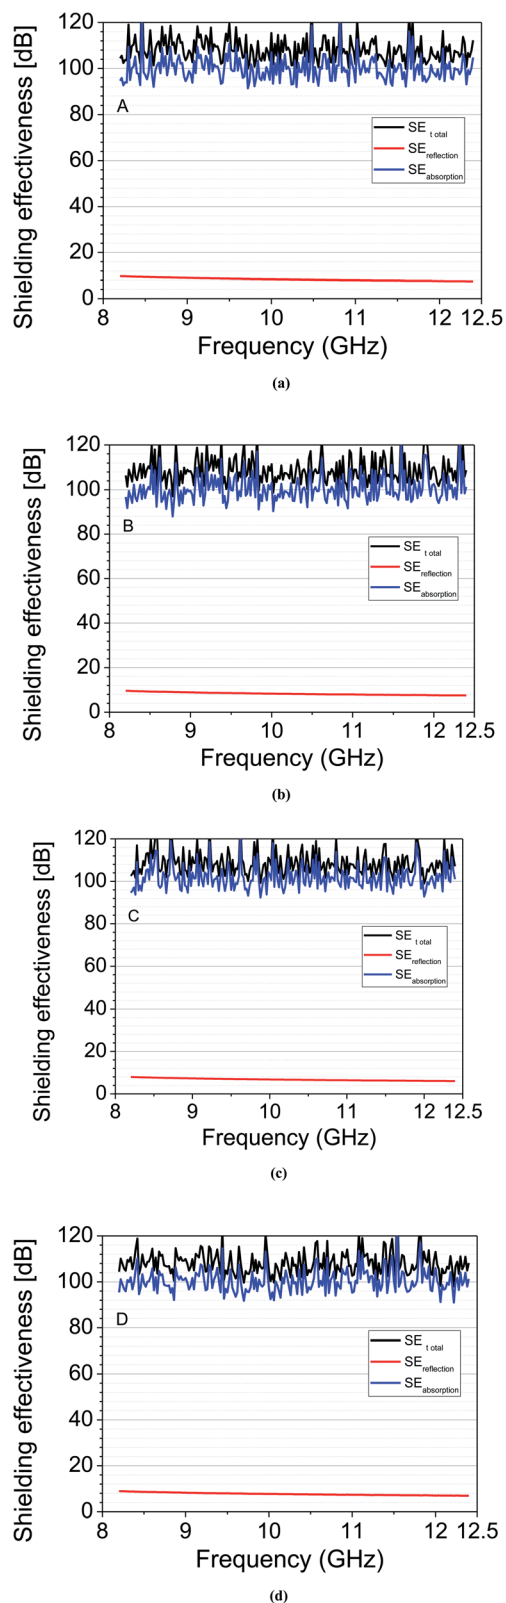 Shielding effectiveness [dB]
120
100
80
60
40
20
0
A
SE t otal
SE reflection
SE absorption
8 9 10 11 12 12.5
Frequency (GHz)
(a)
Shielding effectiveness [dB]
120
100
80
60
40
20
0
B
SE t otal
SE reflection
SE absorption
8 9 10 11 12 12.5
Frequency (GHz)
(b)
Shielding effectiveness [dB]
120
100
80
60
40
20
0
C
SE t otal
SE reflection
SE absorption
8 9 10 11 12 12.5
Frequency (GHz)
(c)
Shielding effectiveness [dB]
120
100
80
60
40
20
0
D
SE t otal
SE reflection
SE absorption
8 9 10 11 12 12.5
Frequency (GHz)
(d)